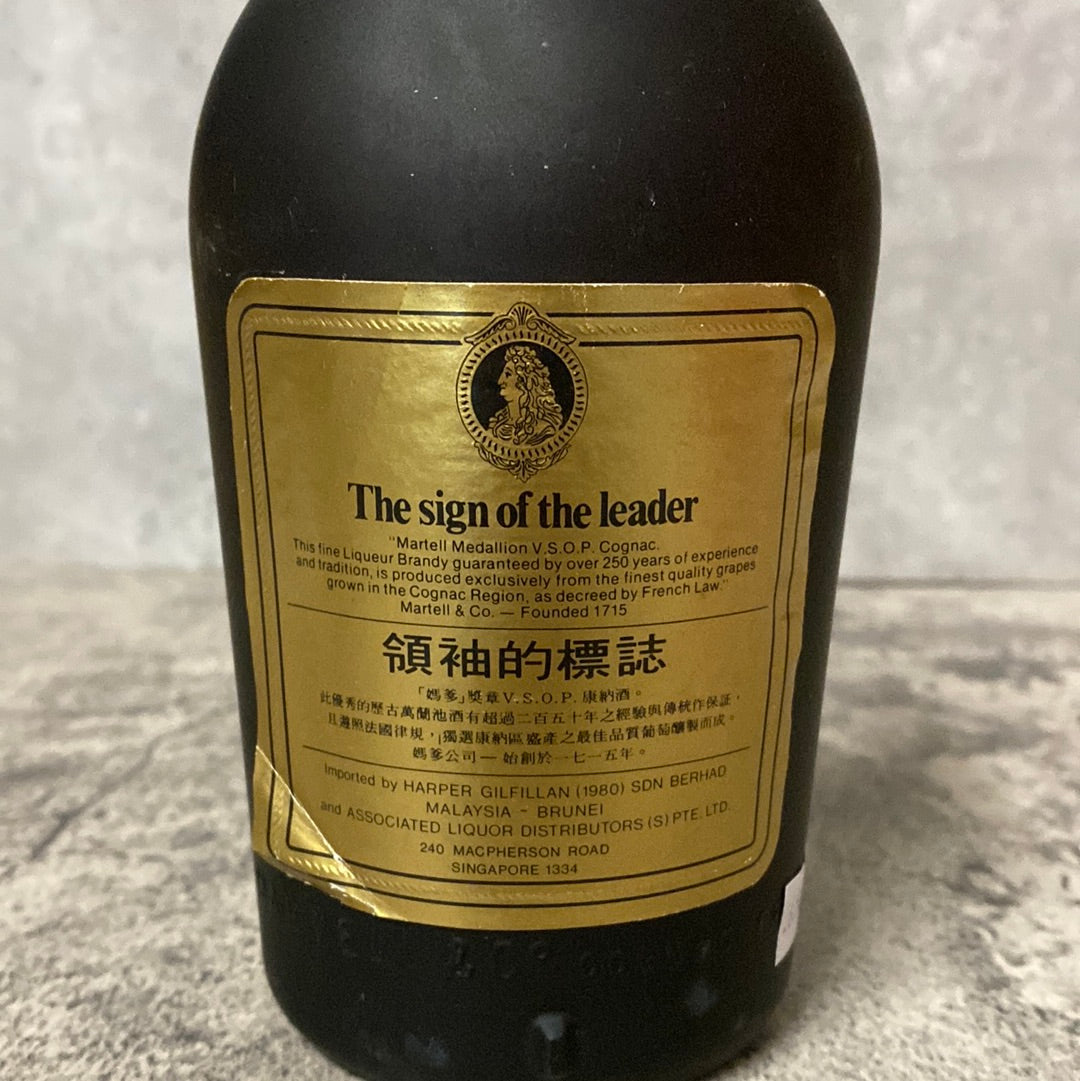 The sign of the leader
"Martell Medallion V.S.O.P. Cognac.
This fine Liqueur Brandy guaranteed by over 250 years of experience
and tradition, is produced exclusively from the finest quality grapes
grown in the Cognac Region, as decreed by French Law."
Martell & Co. — Founded 1715
領袖的標誌
「媽爹」獎章V.S.O.P.康納酒。
此優秀的歷古萬蘭池酒有超過二百五十年之經驗與傳統作保証,
且遵照法國律規,獨選康納區盛產之最佳品質葡萄釀製而成。
媽爹公司 — 始創於一七一五年。
Imported by HARPER GILFILLAN (1980) SDN BERHAD
MALAYSIA - BRUNEI
and ASSOCIATED LIQUOR DISTRIBUTORS (S) PTE. LTD.
240 MACPHERSON ROAD
SINGAPORE 1334